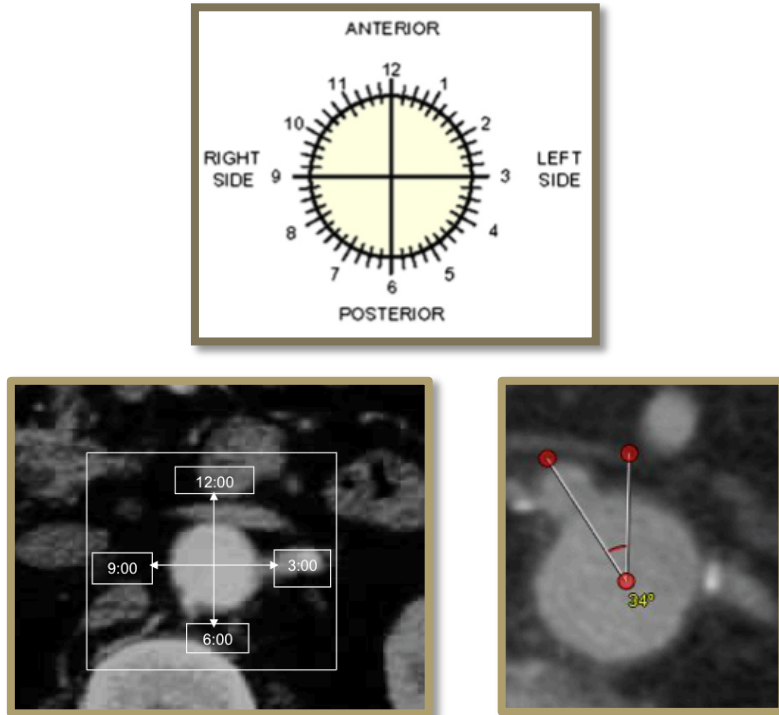 ANTERIOR
12
11 1
10 2
RIGHT LEFT
SIDE 9 3 SIDE
8 4
7 5
6
POSTERIOR
12:00
9:00 3:00
6:00
34°